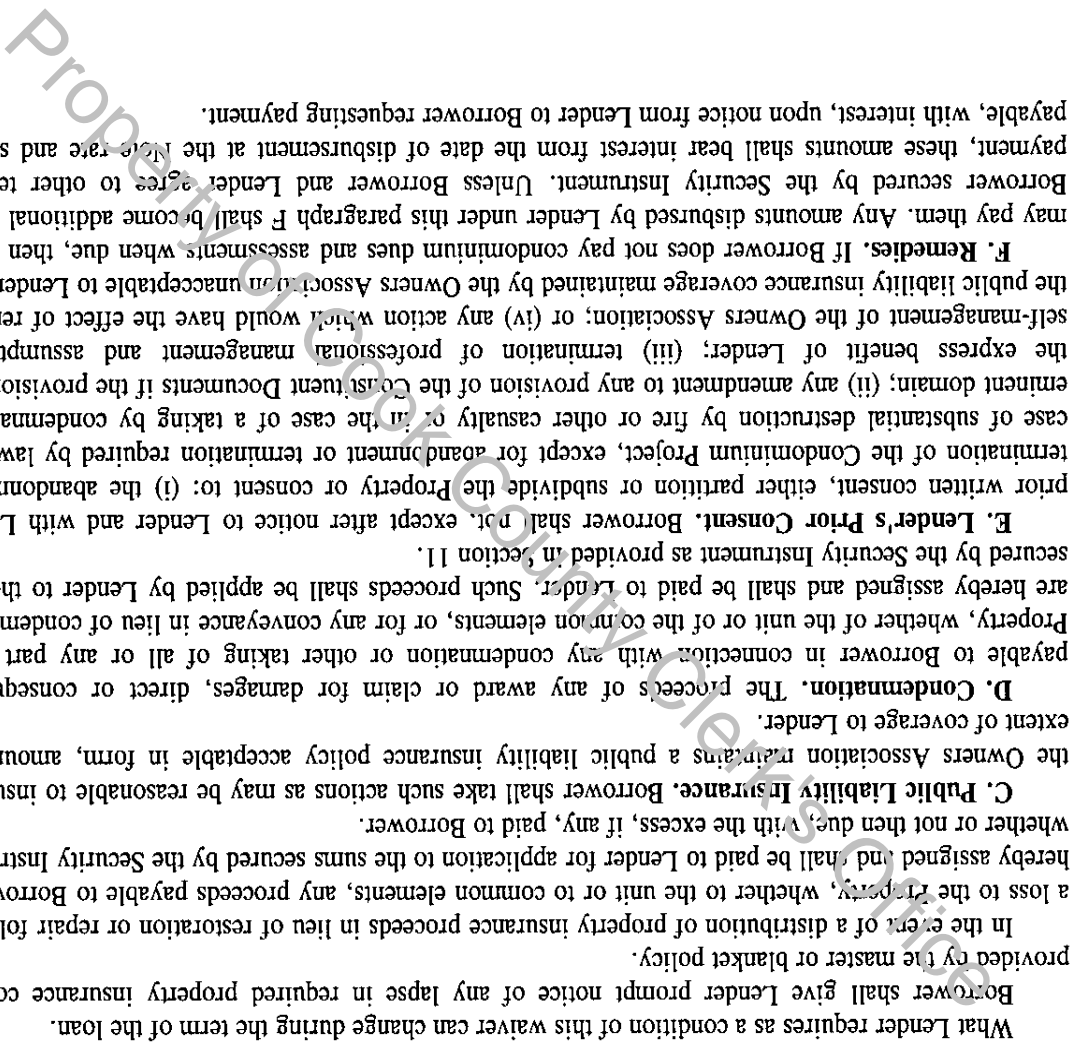 What Lender requires as a condition of this waiver can change during the term of the loan.
Borrower shall give Lender prompt notice of any lapse in required property insurance co
provided by the master or blanket policy.
In the event of a distribution of property insurance proceeds in lieu of restoration or repair fol
a loss to the Property, whether to the unit or to common elements, any proceeds payable to Borrow
hereby assigned and shall be paid to Lender for application to the sums secured by the Security Instr
whether or not then due, with the excess, if any, paid to Borrower.
C. Public Liability Insurance. Borrower shall take such actions as may be reasonable to insu
the Owners Association maintains a public liability insurance policy acceptable in form, amoun
extent of coverage to Lender.
D. Condemnation. The proceeds of any award or claim for damages, direct or conseq
payable to Borrower in connection with any condemnation or other taking of all or any part
Property, whether of the unit or of the common elements, or for any conveyance in lieu of condem
are hereby assigned and shall be paid to Lender. Such proceeds shall be applied by Lender to th
secured by the Security Instrument as provided in Section 11.
E. Lender's Prior Consent. Borrower shall not, except after notice to Lender and with L
prior written consent, either partition or subdivide the Property or consent to: (i) the abandonm
termination of the Condominium Project, except for abandonment or termination required by law
case of substantial destruction by fire or other casualty or in the case of a taking by condemna
eminent domain; (ii) any amendment to any provision of the Constituent Documents if the provisio
the express benefit of Lender; (iii) termination of professional management and assumpt
self-management of the Owners Association; or (iv) any action which would have the effect of ren
the public liability insurance coverage maintained by the Owners Association unacceptable to Lender
F. Remedies. If Borrower does not pay condominium dues and assessments when due, then
may pay them. Any amounts disbursed by Lender under this paragraph F shall become additional
Borrower secured by the Security Instrument. Unless Borrower and Lender agree to other te
payment, these amounts shall bear interest from the date of disbursement at the Note rate and s
payable, with interest, upon notice from Lender to Borrower requesting payment.
Property of Cook County Clerk's Office